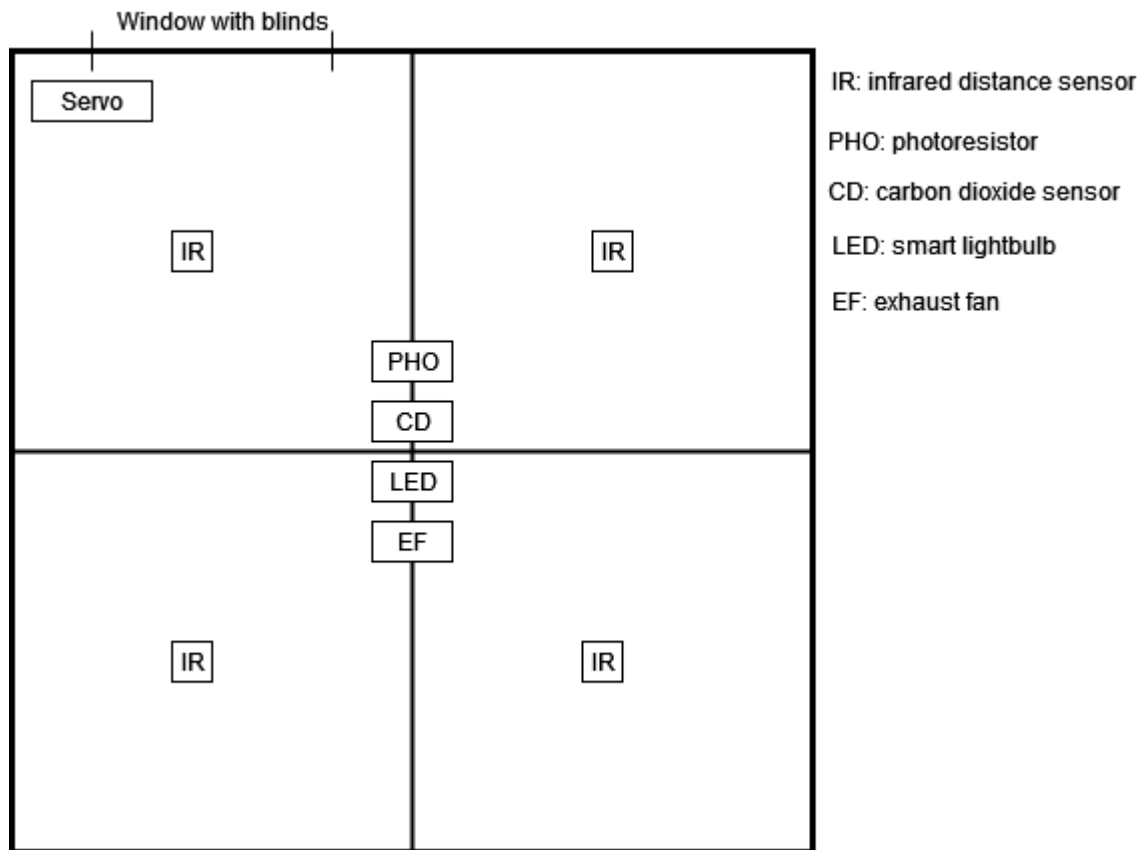 Window with blinds
Servo
IR
IR
PHO
CD
LED
EF
IR
IR
IR: infrared distance sensor
PHO: photoresistor
CD: carbon dioxide sensor
LED: smart lightbulb
EF: exhaust fan